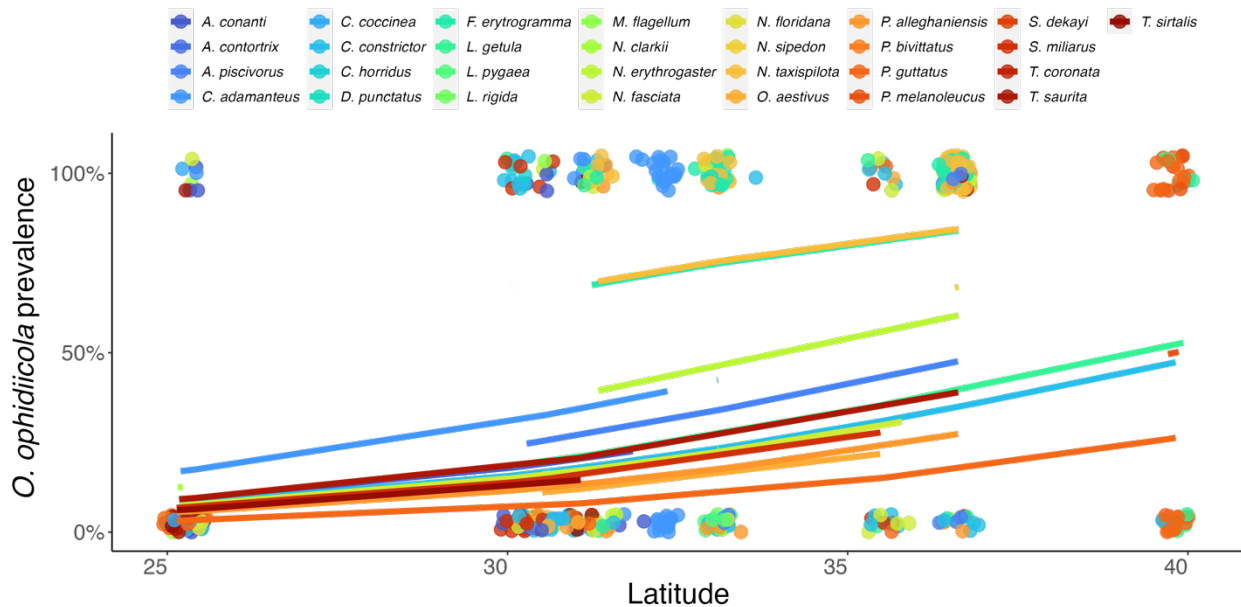 A. conanti C. coccinea F. erytrogramma M. flagellum N. floridana P. alleghaniensis S. dekayi T. sirtalis
A. contortrix C. constrictor L. getula N. clarkii N. sipedon P. bivittatus S. miliarus
A. piscivorus C. horridus L. pygaea N. erythrogaster N. taxispilota P. guttatus T. coronata
C. adamanteus D. punctatus L. rigida N. fasciata O. aestivus P. melanoleucus T. saurita
O. ophidiicola prevalence
100%
50%
0%
25 30 35 40
Latitude